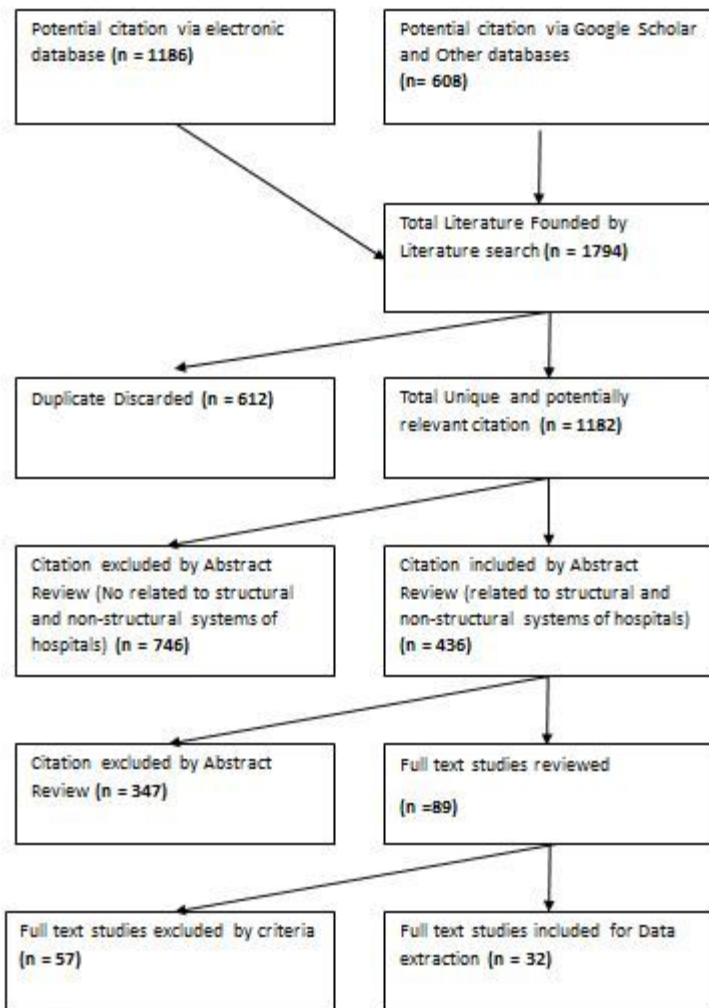 Potential citation via electronic
database (n = 1186)
Potential citation via Google Scholar
and Other databases
(n= 608)
Total Literature Founded by
Literature search (n = 1794)
Duplicate Discarded (n = 612)
Total Unique and potentially
relevant citation (n = 1182)
Citation excluded by Abstract
Review (No related to structural
and non-structural systems of
hospitals) (n = 746)
Citation included by Abstract
Review (related to structural and
non-structural systems of hospitals)
(n = 436)
Citation excluded by Abstract
Review (n = 347)
Full text studies reviewed
(n =89)
Full text studies excluded by criteria
(n = 57)
Full text studies included for Data
extraction (n = 32)